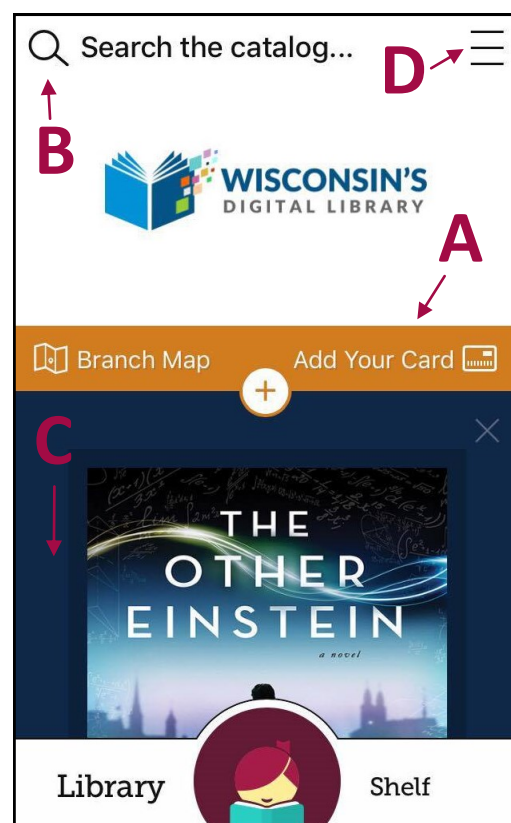 Search the catalog...
D
B
WISCONSIN'S
DIGITAL LIBRARY
A
Branch Map
Add Your Card
+
C
THE
OTHER
EINSTEIN
a novel
Library
Shelf